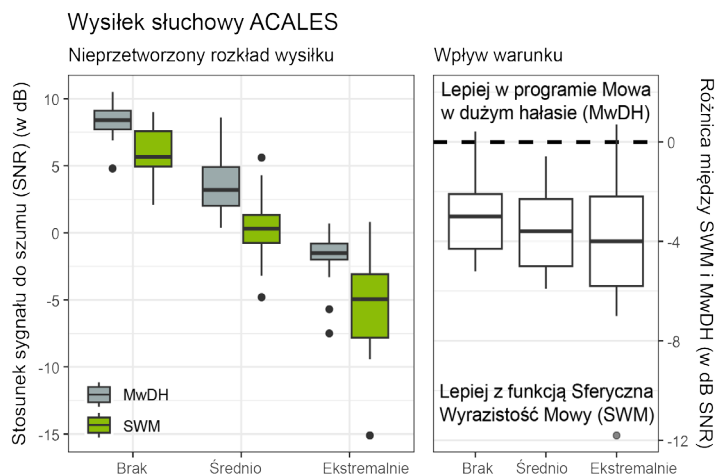 Wysiłek słuchowy ACALES
Nieprzetworzony rozkład wysiłku
Stosunek sygnału do szumu (SNR) (w dB)
10
5
0
-5
-10
-15
MwDH
SWM
Brak
Średnio
Ekstremalnie
Wpływ warunku
Lepiej w programie Mowa
w dużym hałasie (MwDH)
Lepiej z funkcją Sferyczna
Wyrazistość Mowy (SWM)
Brak
Średnio
Ekstremalnie
0
-4
-8
-12
Różnica między SWM i MwDH (w dB SNR)